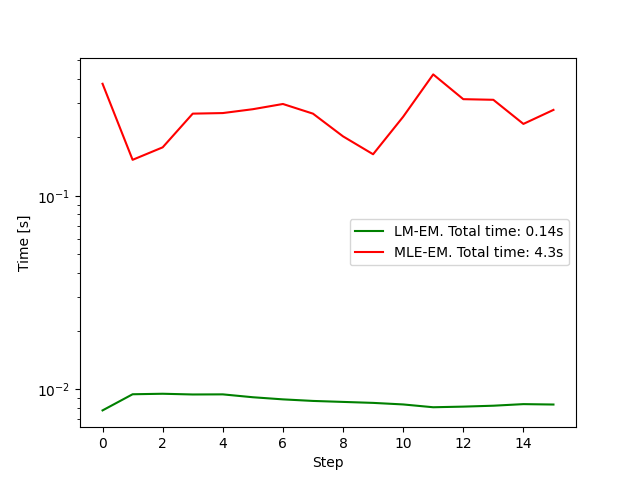 10⁻¹
10⁻²
Time [s]
LM-EM. Total time: 0.14s
MLE-EM. Total time: 4.3s
0 2 4 6 8 10 12 14
Step